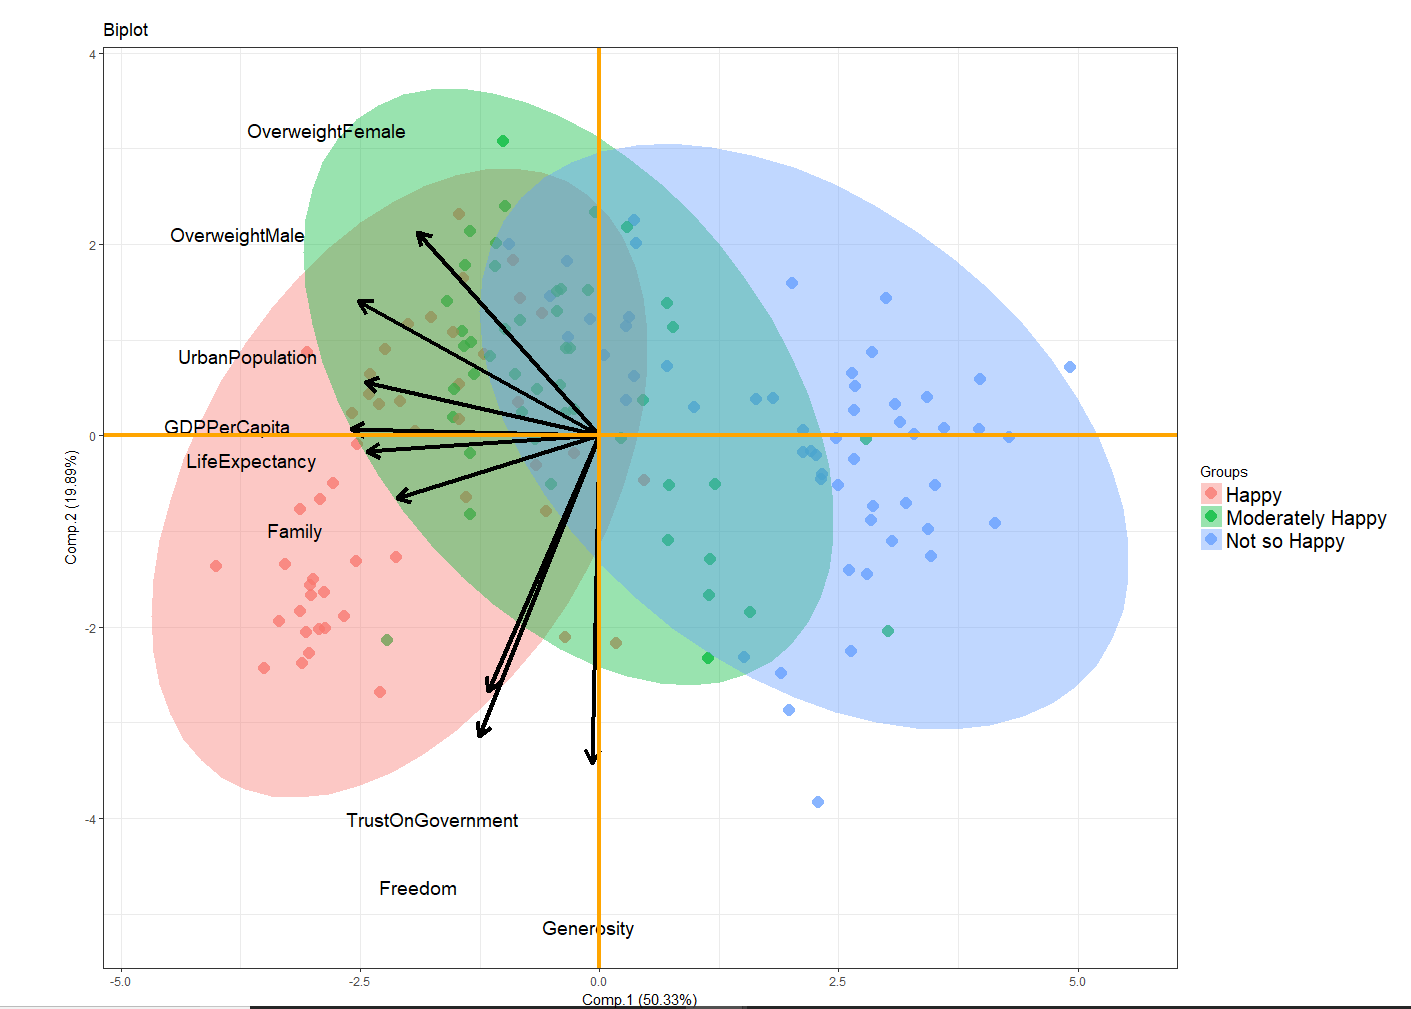 Biplot
4
2
0
-2
-4
Comp.2 (19.89%)
OverweightFemale
OverweightMale
UrbanPopulation
GDPPerCapita
LifeExpectancy
Family
TrustOnGovernment
Freedom
Generosity
-5.0
-2.5
0.0
2.5
5.0
Comp.1 (50.33%)
Groups
Happy
Moderately Happy
Not so Happy